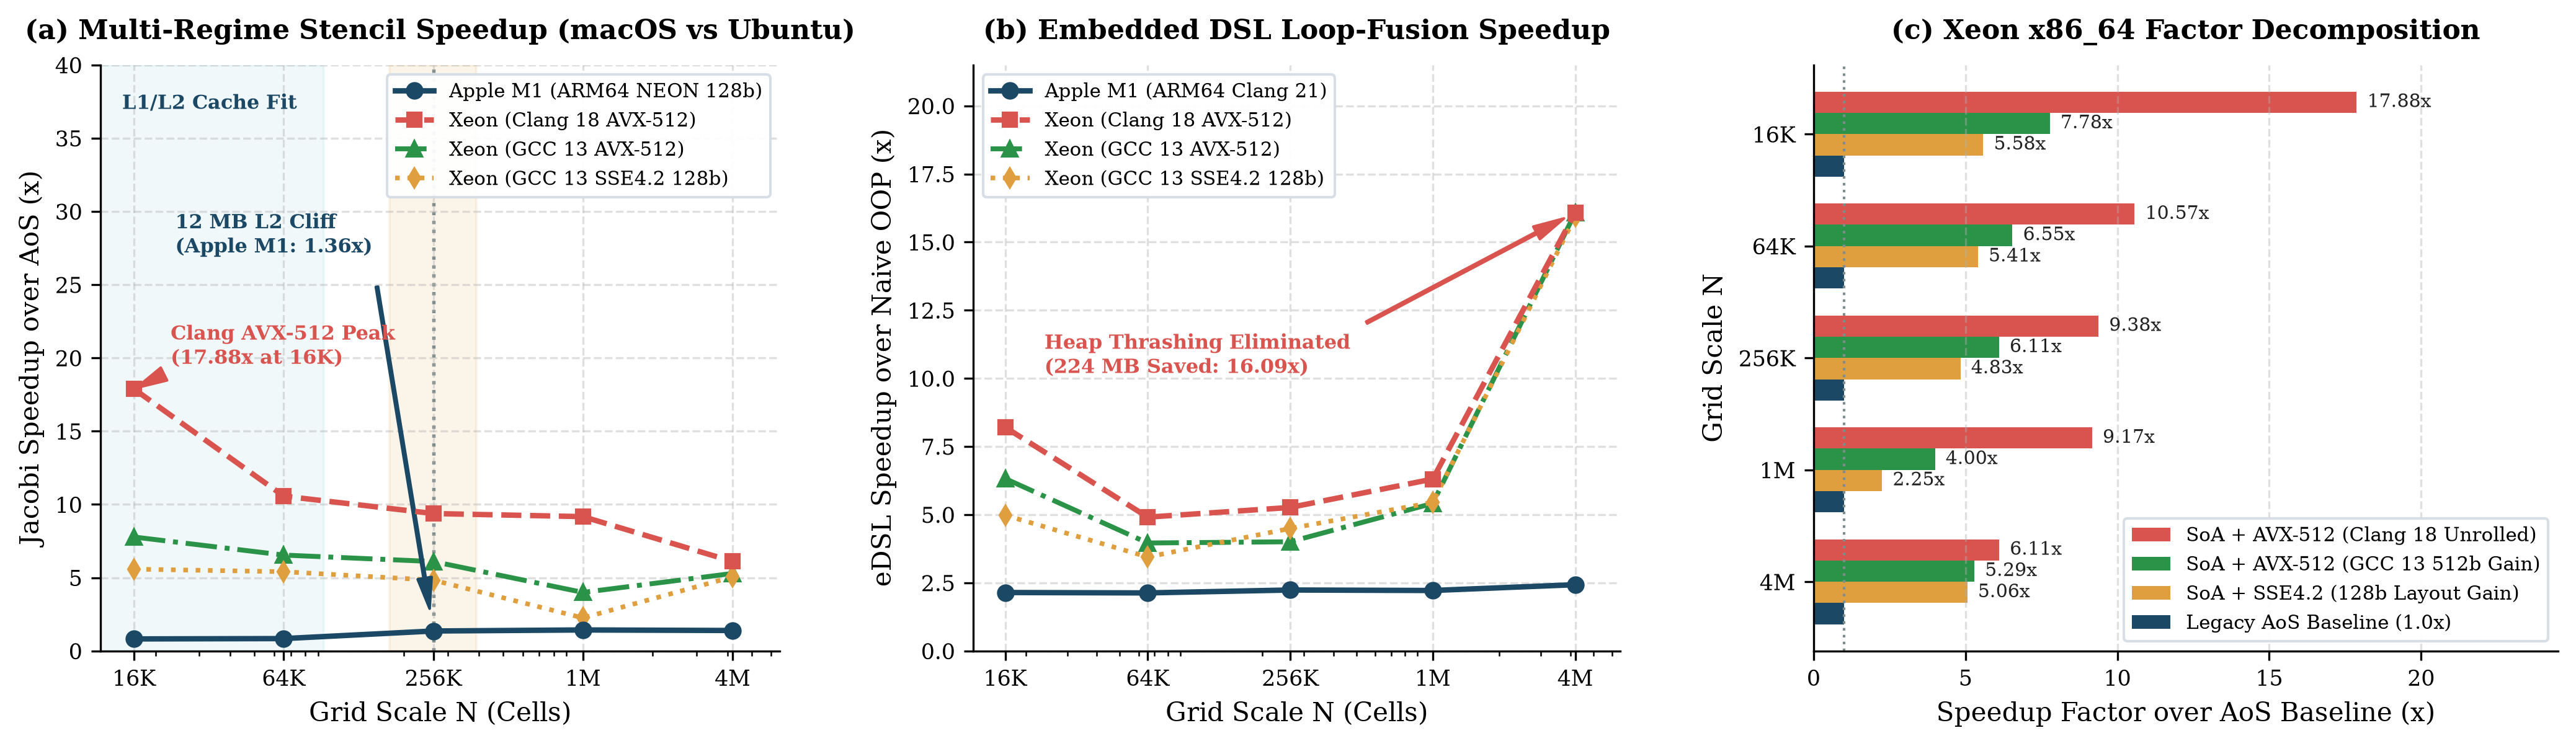 (a) Multi-Regime Stencil Speedup (macOS vs Ubuntu)
Jacobi Speedup over AoS (x)
40
35
30
25
20
15
10
5
0
L1/L2 Cache Fit
Apple M1 (ARM64 NEON 128b)
Xeon (Clang 18 AVX-512)
Xeon (GCC 13 AVX-512)
Xeon (GCC 13 SSE4.2 128b)
12 MB L2 Cliff
(Apple M1: 1.36x)
Clang AVX-512 Peak
(17.88x at 16K)
16K
64K
256K
1M
4M
Grid Scale N (Cells)
(b) Embedded DSL Loop-Fusion Speedup
eDSL Speedup over Naive OOP (x)
20.0
17.5
15.0
12.5
10.0
7.5
5.0
2.5
0.0
Apple M1 (ARM64 Clang 21)
Xeon (Clang 18 AVX-512)
Xeon (GCC 13 AVX-512)
Xeon (GCC 13 SSE4.2 128b)
Heap Thrashing Eliminated
(224 MB Saved: 16.09x)
16K
64K
256K
1M
4M
Grid Scale N (Cells)
(c) Xeon x86_64 Factor Decomposition
Grid Scale N
16K
17.88x
7.78x
5.58x
64K
10.57x
6.55x
5.41x
256K
9.38x
6.11x
4.83x
1M
9.17x
4.00x
2.25x
4M
6.11x
5.29x
5.06x
SoA + AVX-512 (Clang 18 Unrolled)
SoA + AVX-512 (GCC 13 512b Gain)
SoA + SSE4.2 (128b Layout Gain)
Legacy AoS Baseline (1.0x)
0
5
10
15
20
Speedup Factor over AoS Baseline (x)